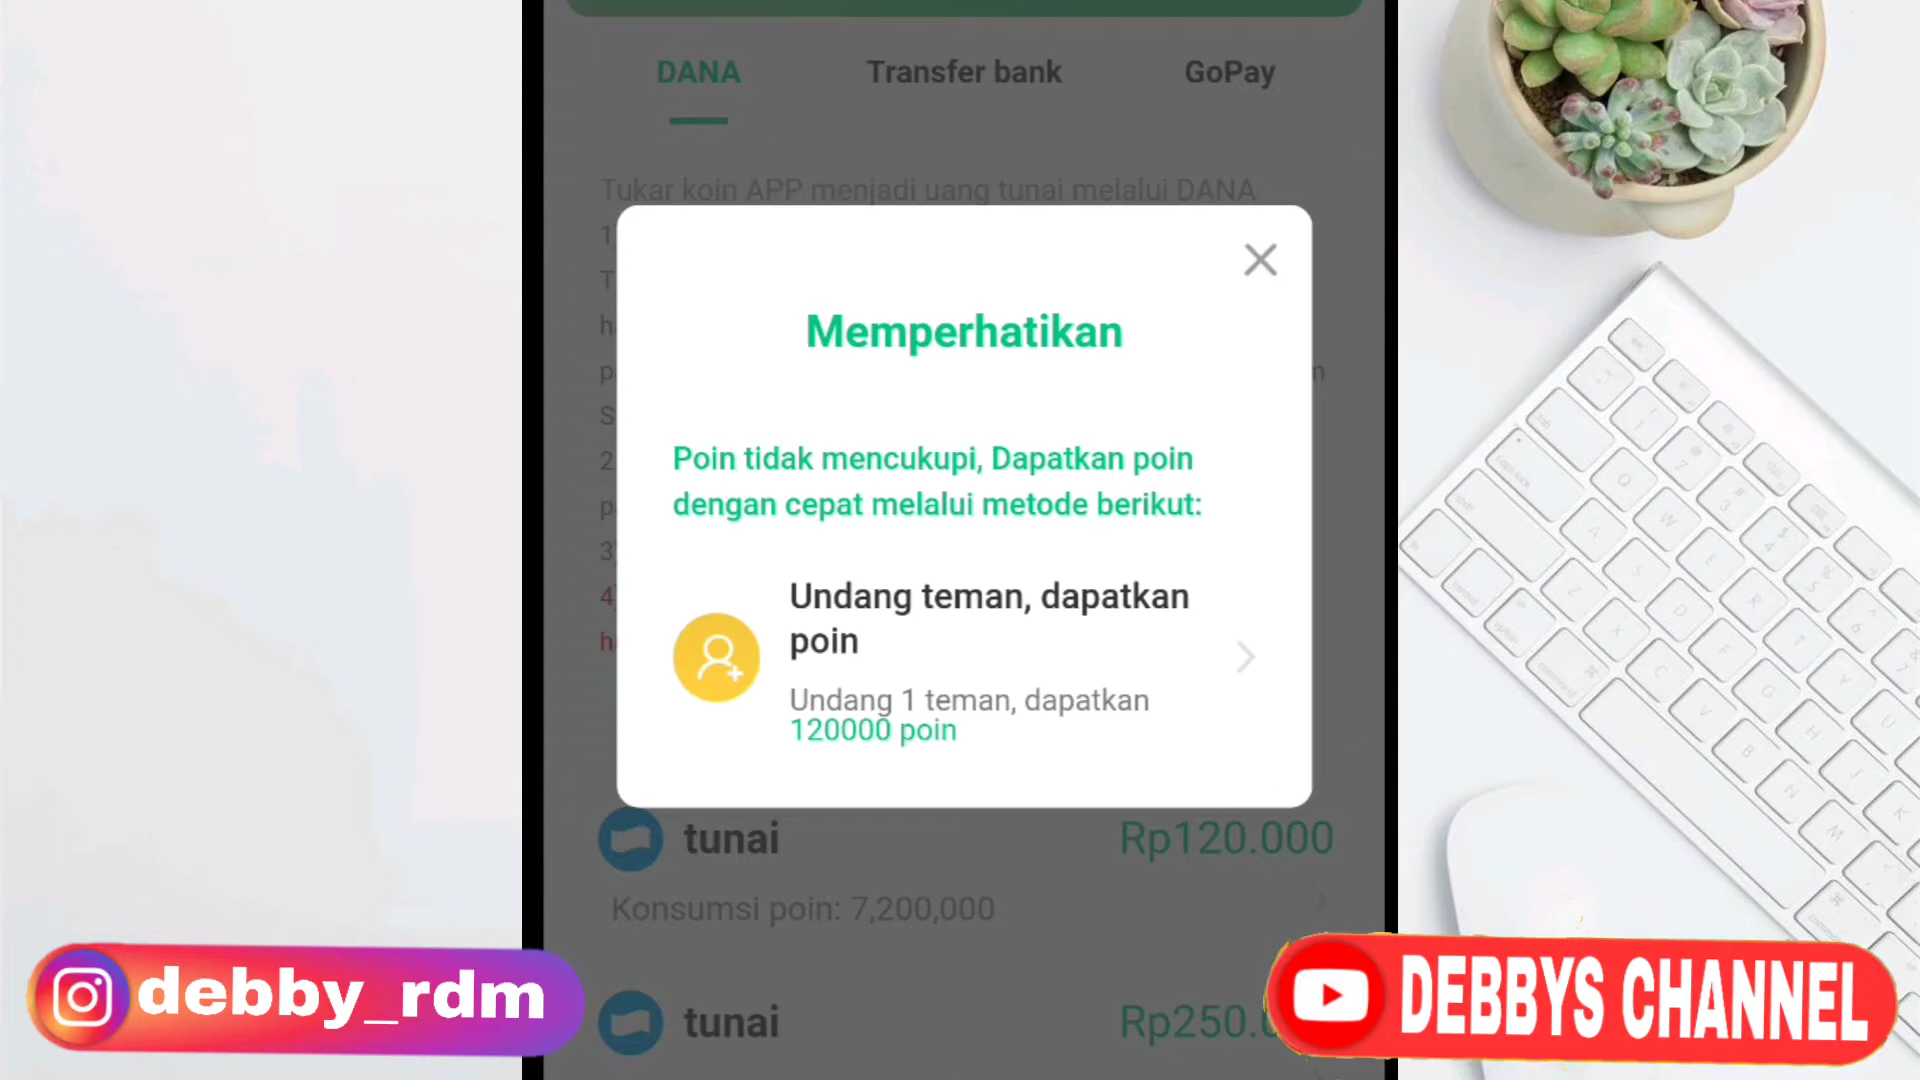 DANA
Transfer bank
GoPay
Tukar koin APP menjadi uang tunai melalui DANA
Memperhatikan
Poin tidak mencukupi, Dapatkan poin
dengan cepat melalui metode berikut:
Undang teman, dapatkan
poin
Undang 1 teman, dapatkan
120000 poin
tunai
Rp120.000
Konsumsi poin: 7,200,000
tunai
debby_rdm
DEBBYS CHANNEL